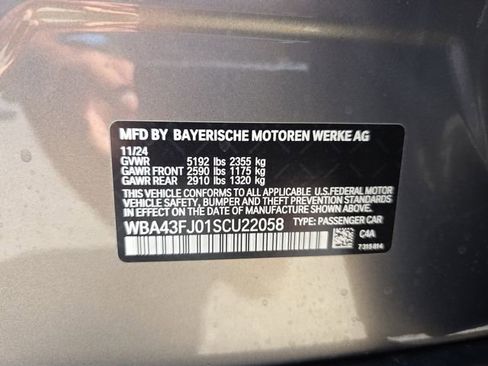 MFD BY BAYERISCHE MOTOREN WERKE AG
11/24
GVWR 5192 lbs 2355 kg
GAWR FRONT 2590 lbs 1175 kg
GAWR REAR 2910 lbs 1320 kg
THIS VEHICLE CONFORMS TO ALL APPLICABLE U.S.FEDERAL MOTOR
VEHICLE SAFETY, BUMPER AND THEFT PREVENTION STANDARDS
IN EFFECT ON THE DATE OF MANUFACTURE SHOWN ABOVE.
WBA43FJ01SCU22058 TYPE: PASSENGER CAR
C4A
7 315 814